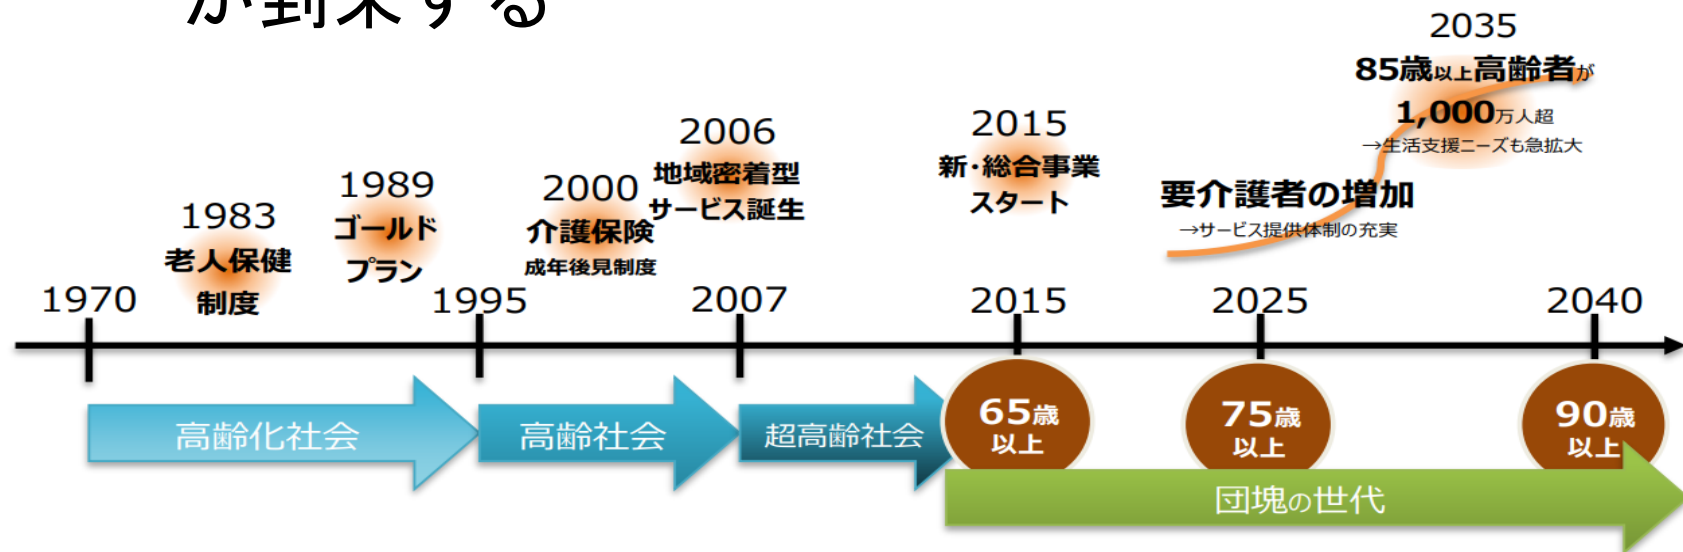 が到来する
2035
85歳以上高齢者が
1,000万人超
→生活支援ニーズも急拡大
2006
地域密着型
サービス誕生
2015
新・総合事業
スタート
1989
ゴールド
プラン
2000
介護保険
成年後見制度
要介護者の増加
→サービス提供体制の充実
1983
老人保健
制度
1970
1995
2007
2015
2025
2040
高齢化社会
高齢社会
超高齢社会
65歳
以上
75歳
以上
90歳
以上
団塊の世代